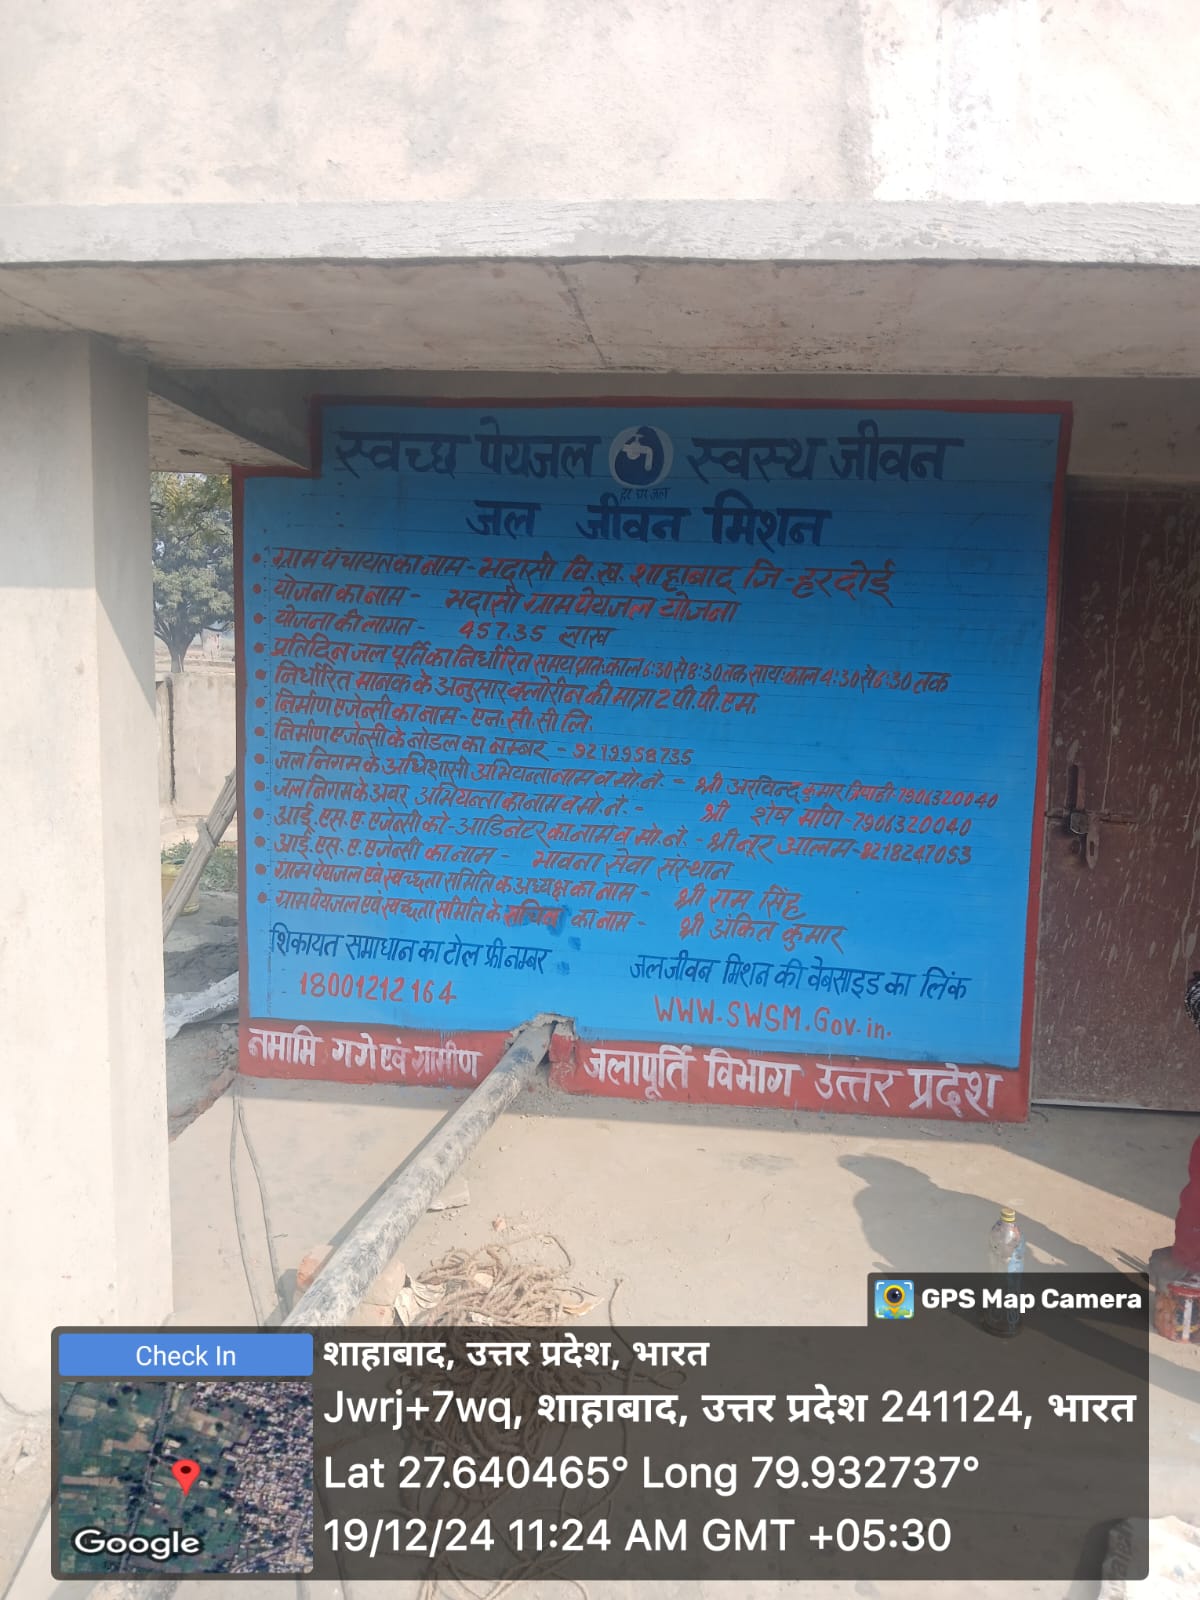 स्वच्छ पेयजल स्वस्थ जीवन
हर घर जल
जल जीवन मिशन
• ग्राम पंचायत का नाम - भदासी वि.ख. शाहाबाद जि - हरदोई
• योजना का नाम - भदासी ग्राम पेयजल योजना
• योजना की लागत - 457.35 लाख
• प्रतिदिन जल पूर्ति का निर्धारित समय प्रातः काल 6:30 से 8:30 तक सायः काल 4:30 से 6:30 तक
• निर्धारित मानक के अनुसार क्लोरीन की मात्रा 2 पी.पी.एम.
• निर्माण एजेन्सी का नाम - एन.सी.सी लि.
• निर्माण एजेन्सी के नोडल का नम्बर - 9219958735
• जल निगम के अधिशासी अभियन्ता नाम व मो.ने. - श्री अरविन्द कुमार त्रिपाठी 7906320040
• जल निगम के अवर अभियन्ता का नाम व मो.ने. - श्री शेष मणि - 7906320040
• आई.एस.ए. एजेन्सी को-आडिनेटर का नाम व मो.ने. - श्री नूर आलम - 8218247053
• आई.एस.ए. एजेन्सी का नाम - भावना सेवा संस्थान
• ग्राम पेयजल एवं स्वच्छता समिति के अध्यक्ष का नाम - श्री राम सिंह
• ग्राम पेयजल एवं स्वच्छता समिति के सचिव का नाम - श्री अंकित कुमार
शिकायत समाधान का टोल फ्री नम्बर
18001212164
जल जीवन मिशन की वेबसाइड का लिंक
WWW.SWSM.Gov.in.
नमामि गगे एवं ग्रामीण जलापूर्ति विभाग उत्तर प्रदेश
GPS Map Camera
Check In
शाहाबाद, उत्तर प्रदेश, भारत
Jwrj+7wq, शाहाबाद, उत्तर प्रदेश 241124, भारत
Lat 27.640465° Long 79.932737°
19/12/24 11:24 AM GMT +05:30
Google